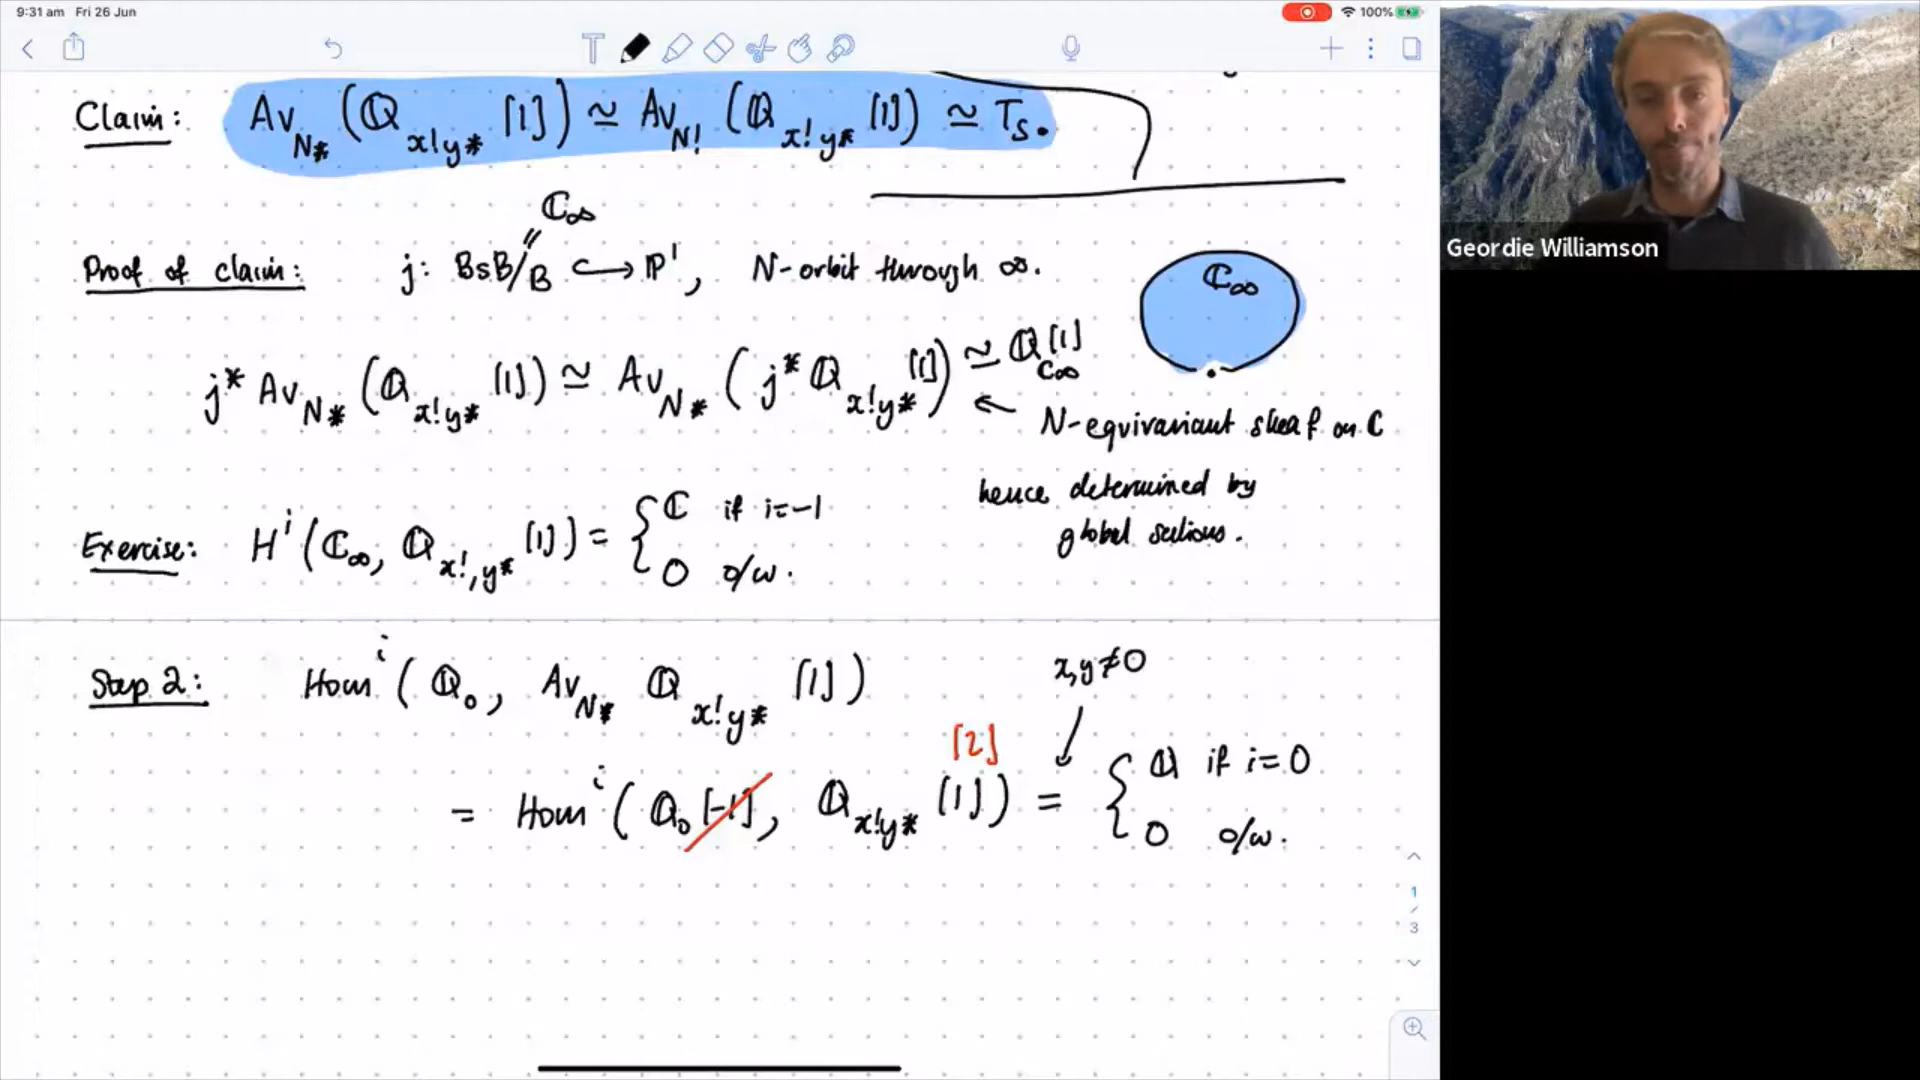 9:31 am Fri 26 Jun
100%
Claim: Av_{N*} (ℚ_{x!y*} [1]) ≃ Av_{N!} (ℚ_{x!y*} [1]) ≃ T_s.
ℂ_∞
Proof of claim: j: BsB/B ↪ ℙ¹, N-orbit through ∞.
ℂ_∞
j* Av_{N*} (ℚ_{x!y*} [1]) ≃ Av_{N*} (j* ℚ_{x!y*} [1]) ≃ ℚ_{ℂ_∞} [1]
← N-equivariant sheaf on ℂ
hence determined by
global sections.
Exercise: H^i (ℂ_∞, ℚ_{x!,y*} [1]) = { ℂ if i=-1
0 o/w.
Step 2: Hom^i (ℚ_0, Av_{N*} ℚ_{x!y*} [1])
x,y≠0
[2]
= Hom^i (ℚ_0 [-1], ℚ_{x!y*} [1]) = { ℚ if i=0
0 o/w.
1
/
3
Geordie Williamson